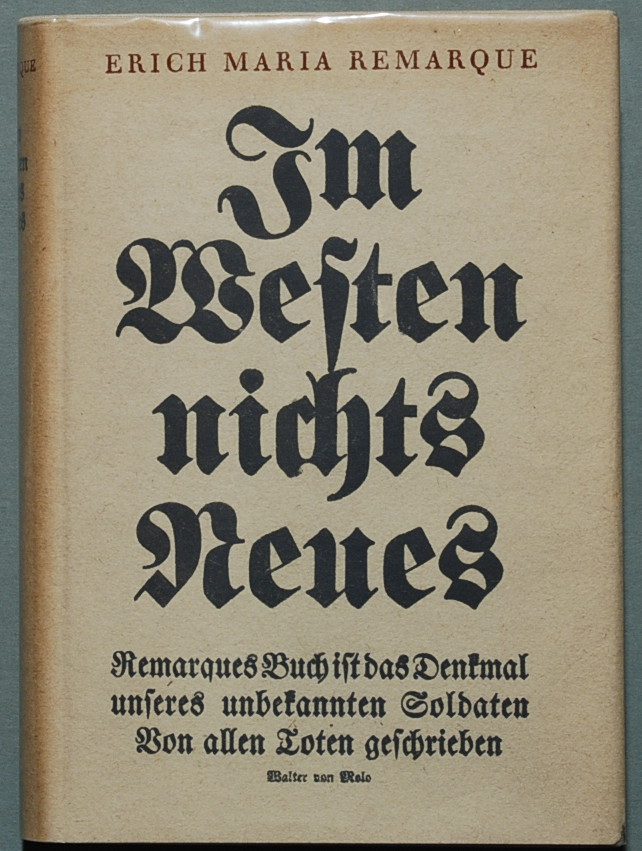 ERICH MARIA REMARQUE
Im
Weſten
nichts
Neues
Remarques Buch iſt das Denkmal
unſeres unbekannten Soldaten
Von allen Toten geſchrieben
Walter von Molo